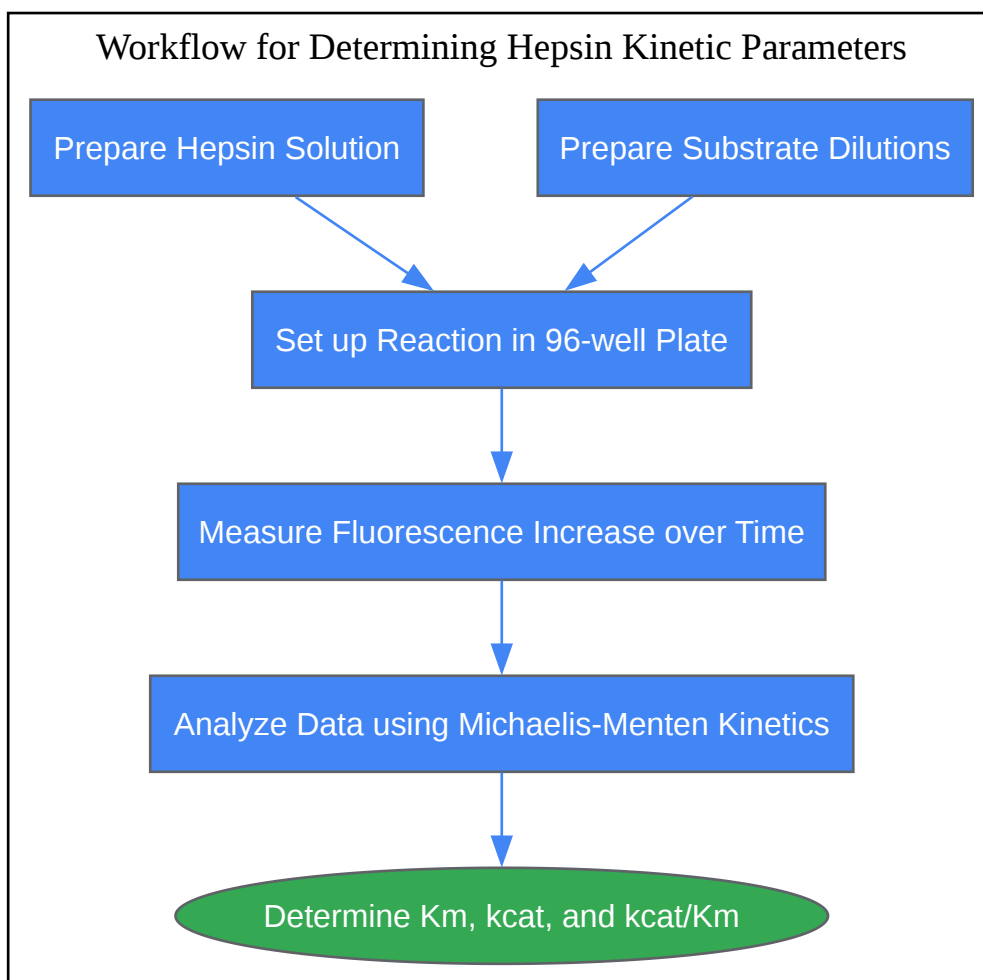 Workflow for Determining Hepsin Kinetic Parameters
Prepare Hepsin Solution
Prepare Substrate Dilutions
Set up Reaction in 96-well Plate
Measure Fluorescence Increase over Time
Analyze Data using Michaelis-Menten Kinetics
Determine Km, kcat, and kcat/Km